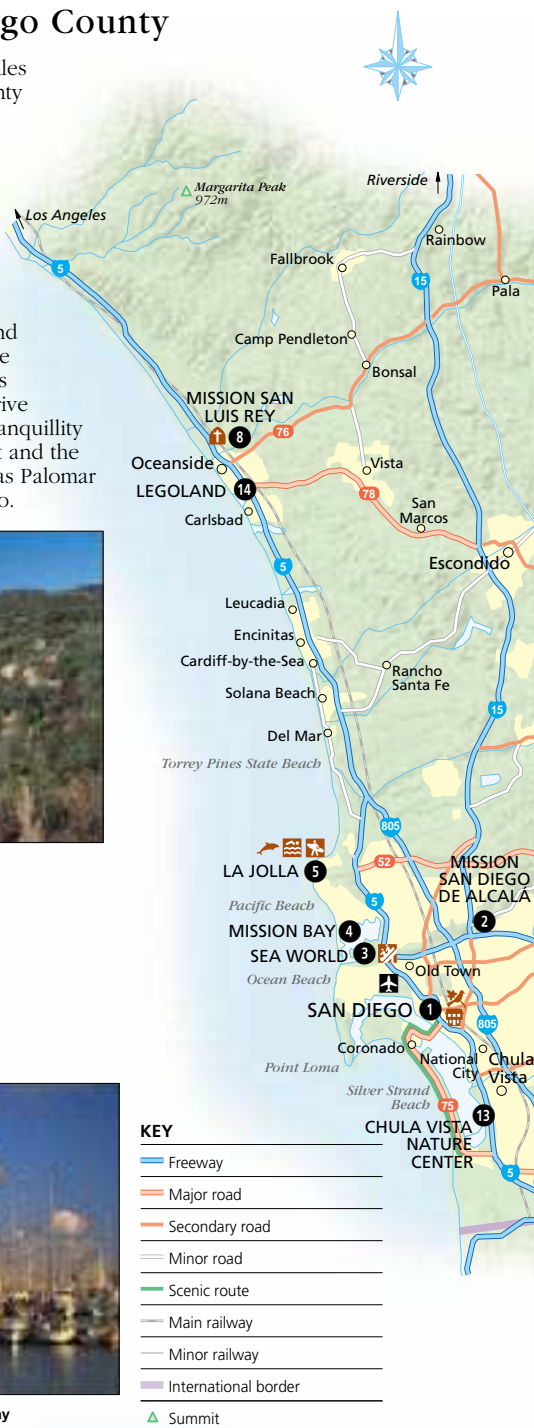 go County
les
nty
Margarita Peak
972m
Riverside
Los Angeles
Rainbow
Fallbrook
5
15
Pala
nd
e
s
rive
anquillity
t and the
as Palomar
o.
Camp Pendleton
Bonsal
MISSION SAN
LUIS REY
8
76
Oceanside
Vista
LEGOLAND 14
78
Carlsbad
San
Marcos
Escondido
5
Leucadia
Encinitas
Cardiff-by-the-Sea
Rancho
Santa Fe
Solana Beach
15
Del Mar
Torrey Pines State Beach
805
52
LA JOLLA 5
MISSION
SAN DIEGO
DE ALCALÁ
2
5
Pacific Beach
MISSION BAY 4
SEA WORLD 3
Old Town
Ocean Beach
SAN DIEGO 1
805
Coronado
National
City
Chula
Vista
Point Loma
Silver Strand
Beach
75
13
CHULA VISTA
NATURE
CENTER
5
KEY
Freeway
Major road
Secondary road
Minor road
Scenic route
Main railway
Minor railway
International border
Summit
ay